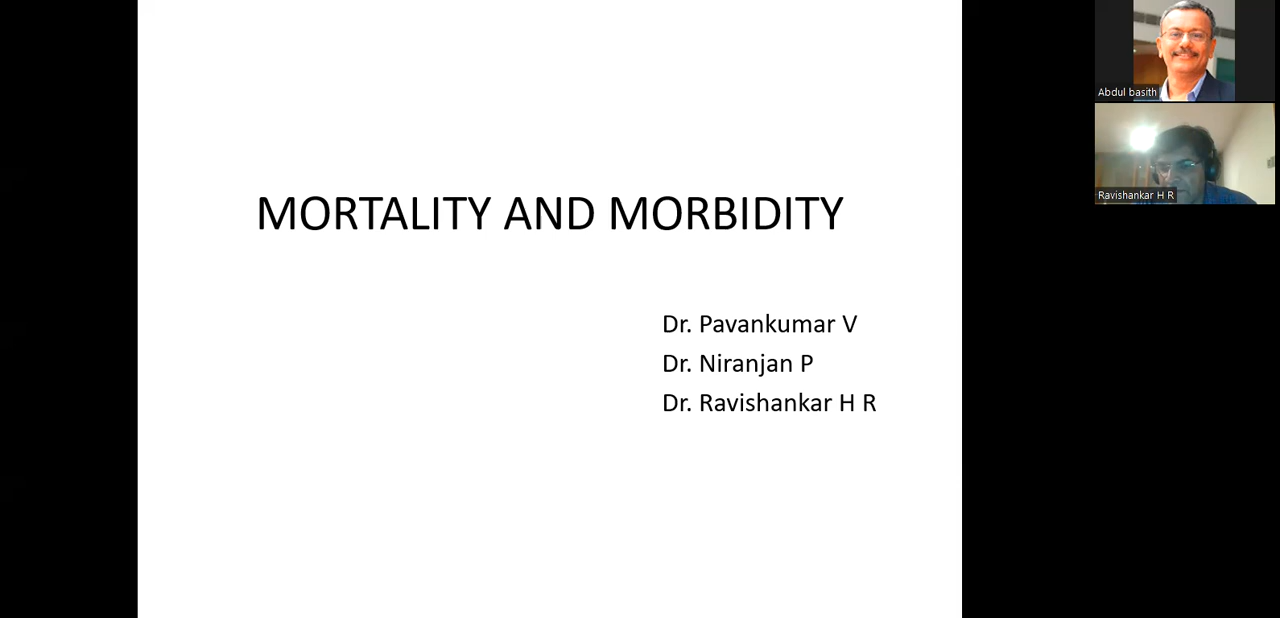 MORTALITY AND MORBIDITY
Dr. Pavankumar V
Dr. Niranjan P
Dr. Ravishankar H R
Abdul basith
Ravishankar H R